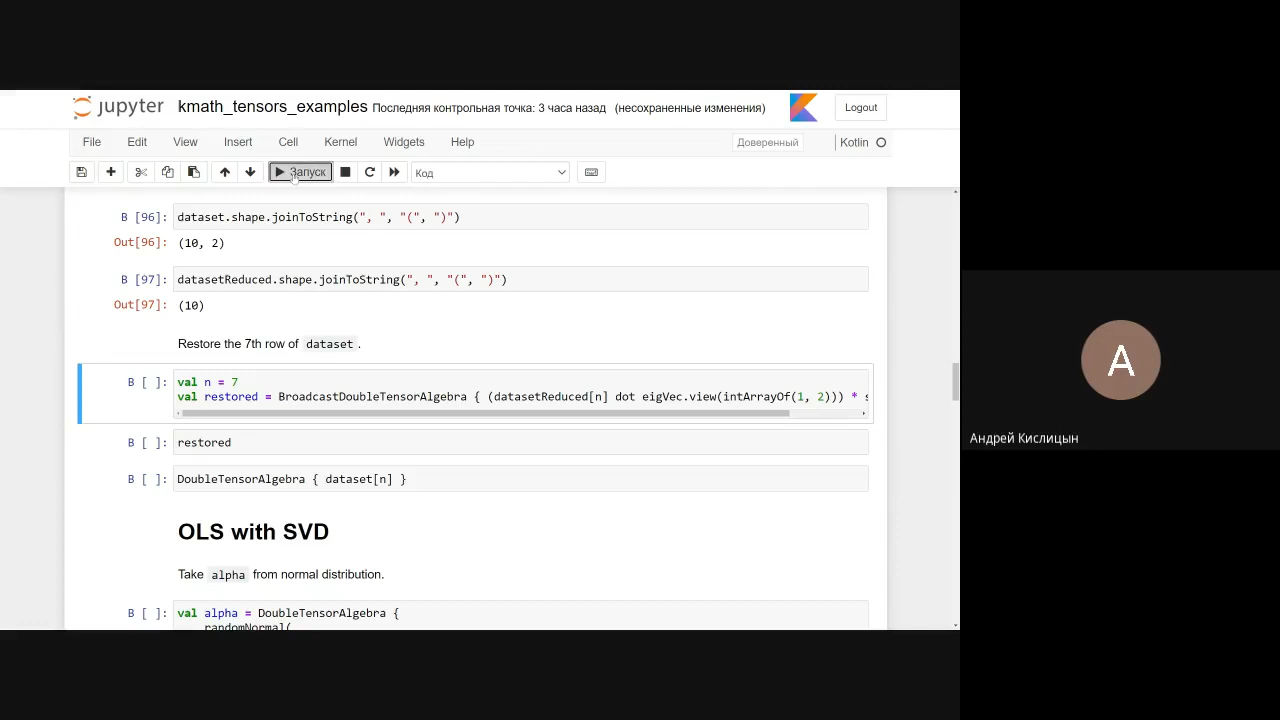 jupyter kmath_tensors_examples Последняя контрольная точка: 3 часа назад (несохраненные изменения) Logout
File Edit View Insert Cell Kernel Widgets Help Доверенный Kotlin
Запуск Код
В [96]: dataset.shape.joinToString(", ", "(", ")")
Out[96]: (10, 2)
В [97]: datasetReduced.shape.joinToString(", ", "(", ")")
Out[97]: (10)
Restore the 7th row of dataset.
В [ ]: val n = 7
val restored = BroadcastDoubleTensorAlgebra { (datasetReduced[n] dot eigVec.view(intArrayOf(1, 2))) * s
В [ ]: restored
В [ ]: DoubleTensorAlgebra { dataset[n] }
OLS with SVD
Take alpha from normal distribution.
В [ ]: val alpha = DoubleTensorAlgebra {
randomNormal(
A
Андрей Кислицын